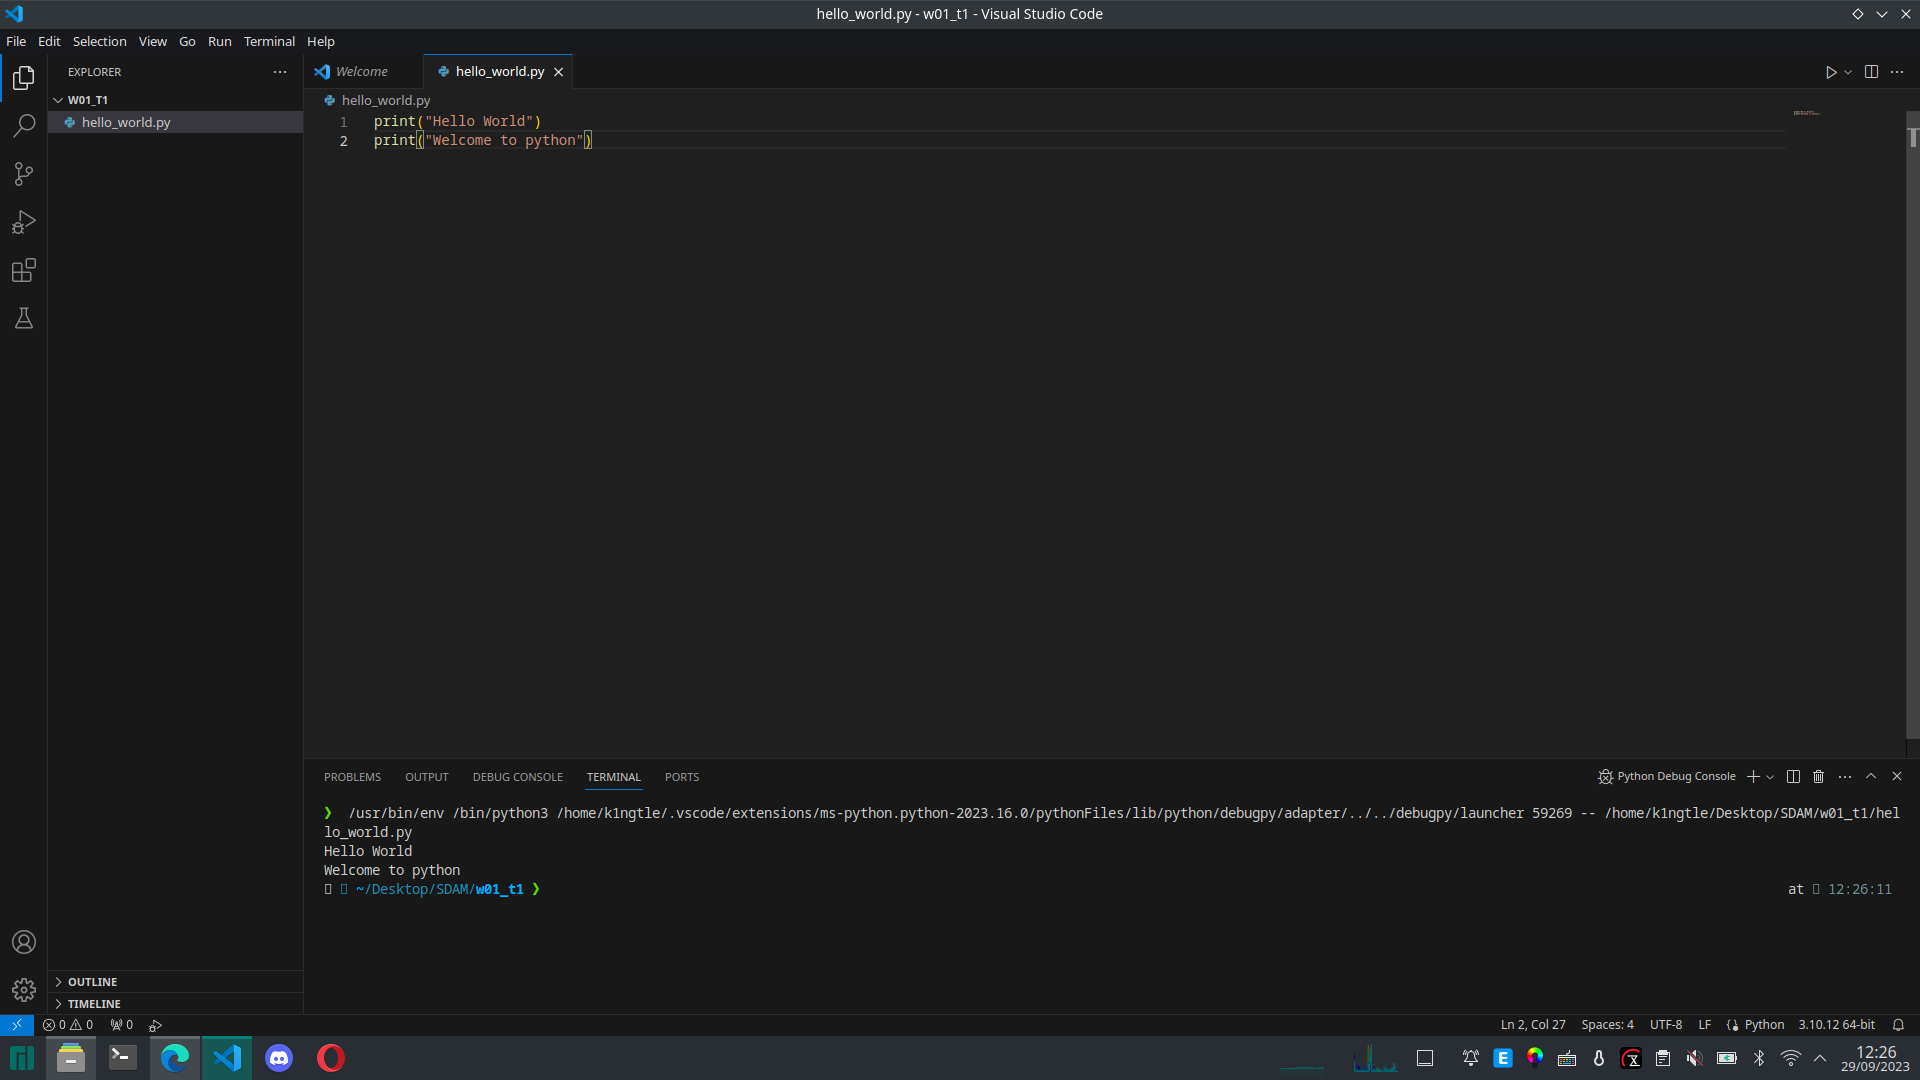 hello_world.py - w01_t1 - Visual Studio Code
File Edit Selection View Go Run Terminal Help
EXPLORER
W01_T1
hello_world.py
OUTLINE
TIMELINE
Welcome
hello_world.py
hello_world.py
1 print("Hello World")
2 print("Welcome to python")
PROBLEMS OUTPUT DEBUG CONSOLE TERMINAL PORTS
Python Debug Console
❯ /usr/bin/env /bin/python3 /home/k1ngtle/.vscode/extensions/ms-python.python-2023.16.0/pythonFiles/lib/python/debugpy/adapter/../../debugpy/launcher 59269 -- /home/k1ngtle/Desktop/SDAM/w01_t1/hel
lo_world.py
Hello World
Welcome to python
~/Desktop/SDAM/w01_t1 ❯ at 12:26:11
0 0 0
Ln 2, Col 27 Spaces: 4 UTF-8 LF Python 3.10.12 64-bit
E
12:26
29/09/2023